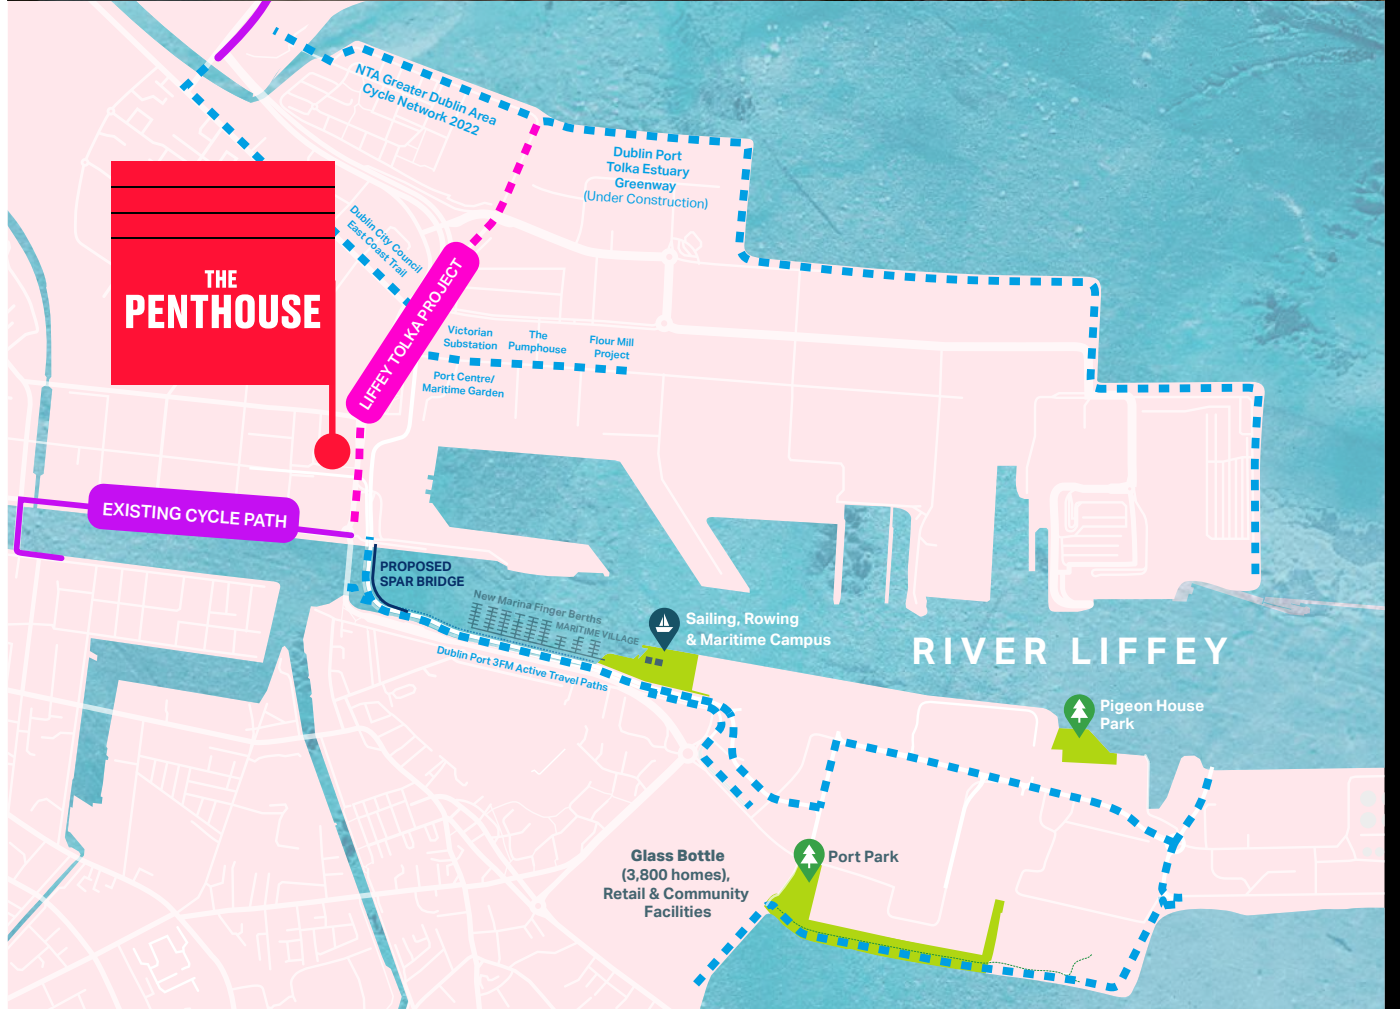 NTA Greater Dublin Area
Cycle Network 2022
Dublin Port
Tolka Estuary
Greenway
(Under Construction)
Dublin City Council
East Coast Trail
THE
PENTHOUSE
LIFFEY TOLKA PROJECT
Victorian
Substation
The
Pumphouse
Flour Mill
Project
Port Centre/
Maritime Garden
EXISTING CYCLE PATH
PROPOSED
SPAR BRIDGE
New Marina Finger Berths
MARITIME VILLAGE
Sailing, Rowing
& Maritime Campus
Dublin Port 3FM Active Travel Paths
RIVER LIFFEY
Pigeon House
Park
Glass Bottle
(3,800 homes),
Retail & Community
Facilities
Port Park